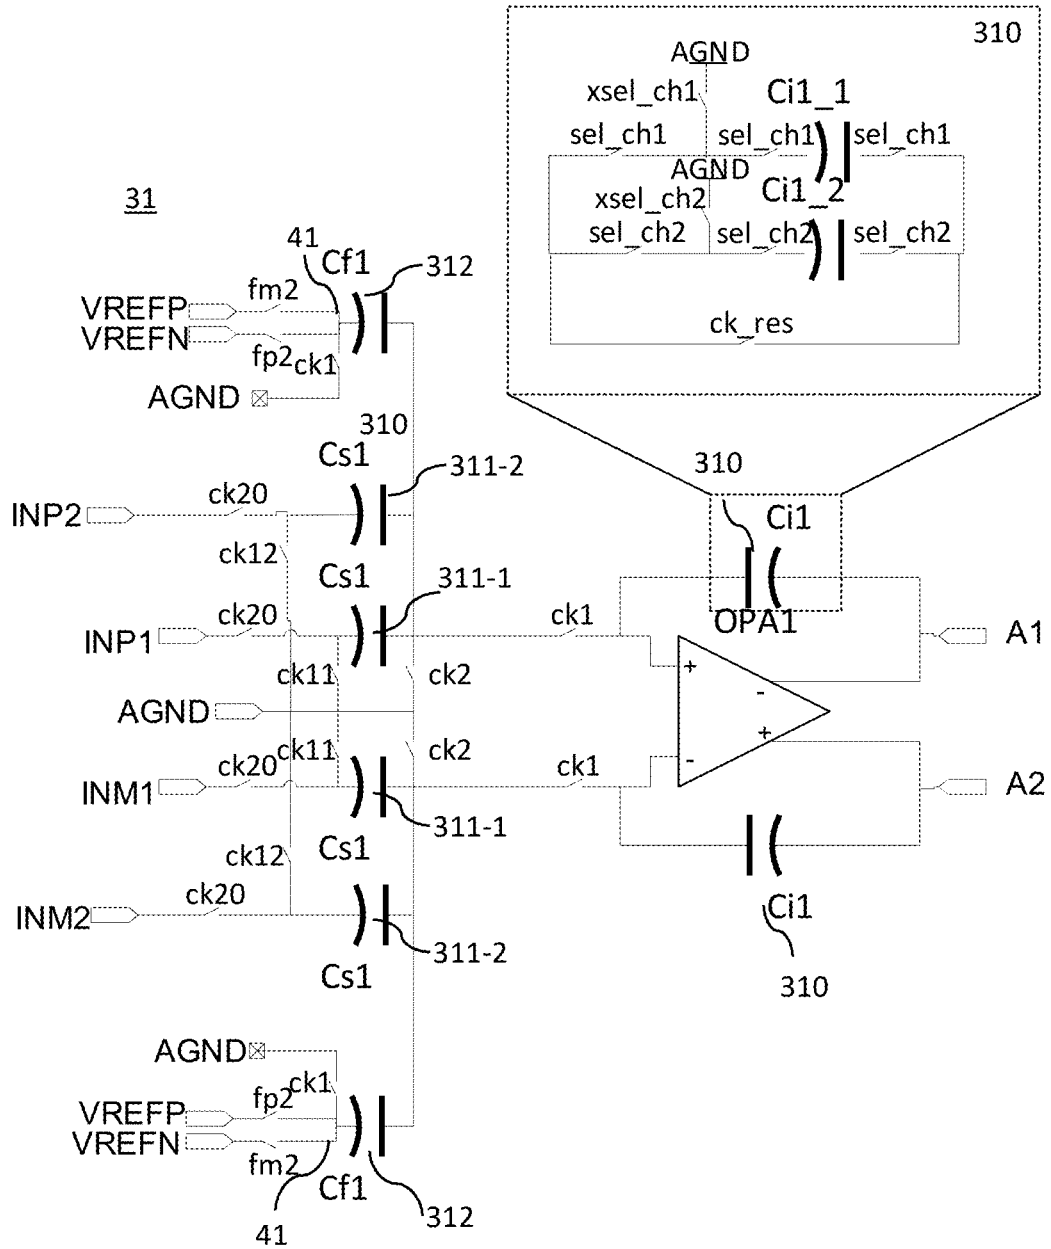 310
AGND
xsel_ch1
Ci1_1
sel_ch1
sel_ch1
sel_ch1
AGND
Ci1_2
xsel_ch2
sel_ch2
sel_ch2
sel_ch2
ck_res
31
41
Cf1
312
fm2
VREFP
VREFN
fp2
ck1
AGND
310
Cs1
311-2
310
Ci1
ck20
INP2
ck12
Cs1
311-1
ck20
ck1
OPA1
INP1
A1
+
ck11
ck2
-
AGND
+
ck11
ck2
-
ck20
ck1
INM1
A2
311-1
Cs1
ck12
ck20
INM2
Ci1
311-2
Cs1
310
AGND
ck1
fp2
VREFP
VREFN
fm2
Cf1
312
41